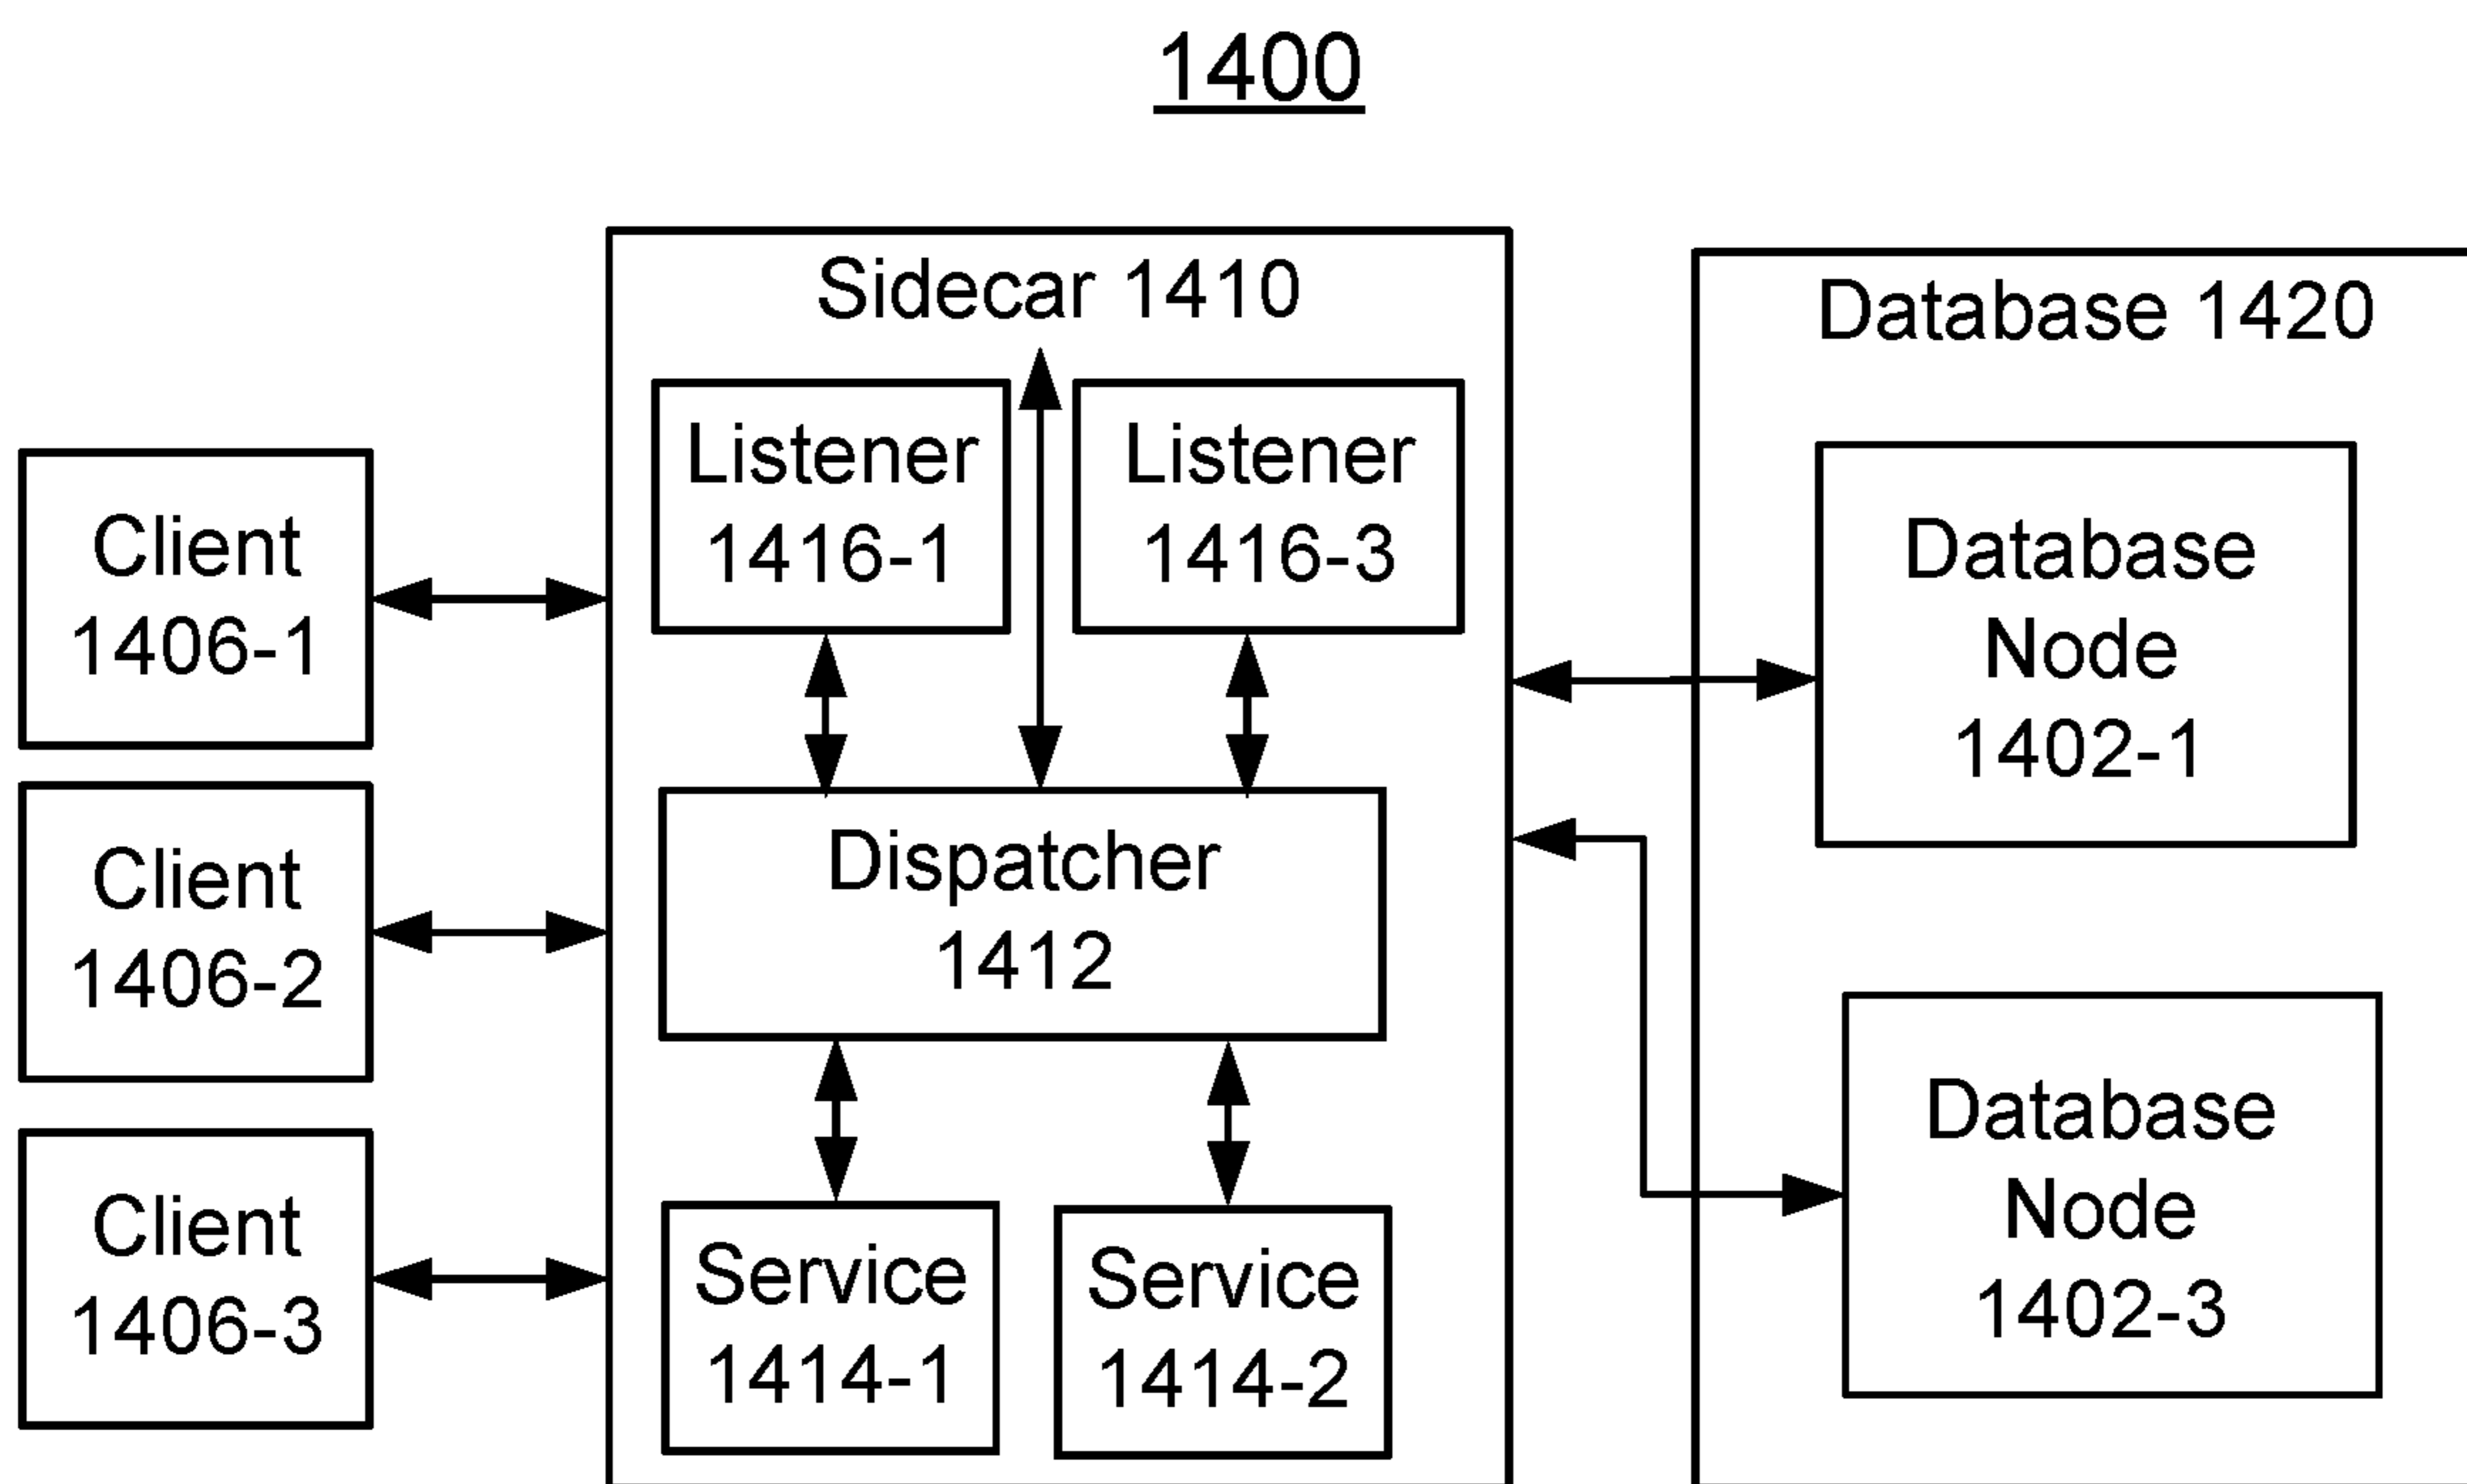 1400
Sidecar 1410
Database 1420
Listener
1416-1
Listener
1416-3
Client
1406-1
Database
Node
1402-1
Client
1406-2
Dispatcher
1412
Database
Node
1402-3
Client
1406-3
Service
1414-1
Service
1414-2